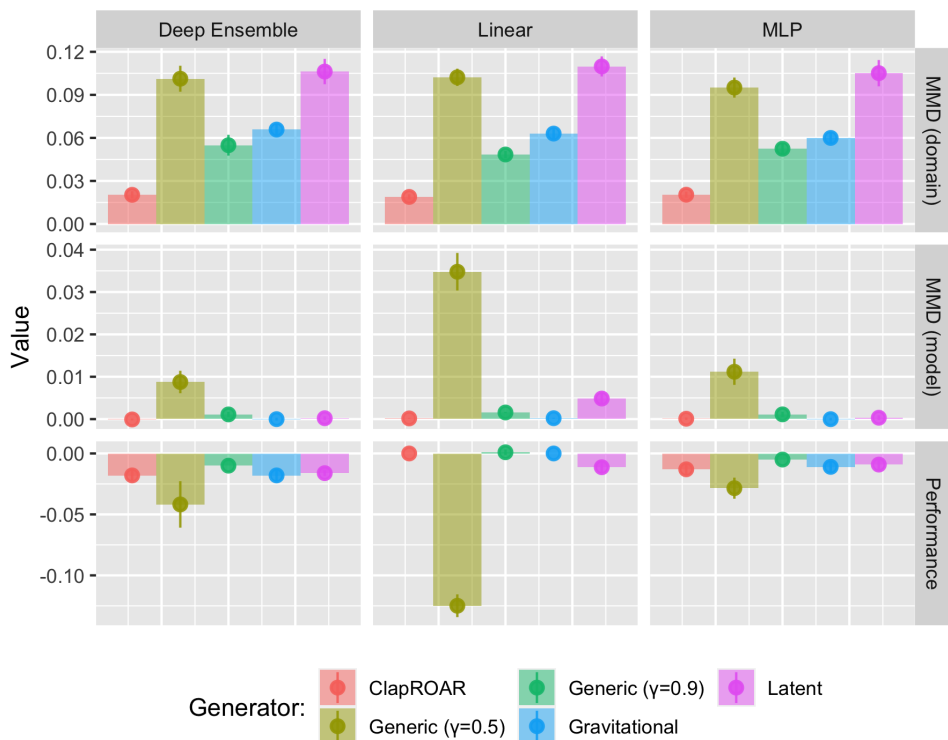 Deep Ensemble Linear MLP
0.12
0.09
0.06
0.03
0.00
MMD (domain)
0.04
0.03
0.02
0.01
0.00
MMD (model)
0.00
-0.05
-0.10
Performance
Value
Generator:
ClapROAR
Generic (γ=0.5)
Generic (γ=0.9)
Gravitational
Latent